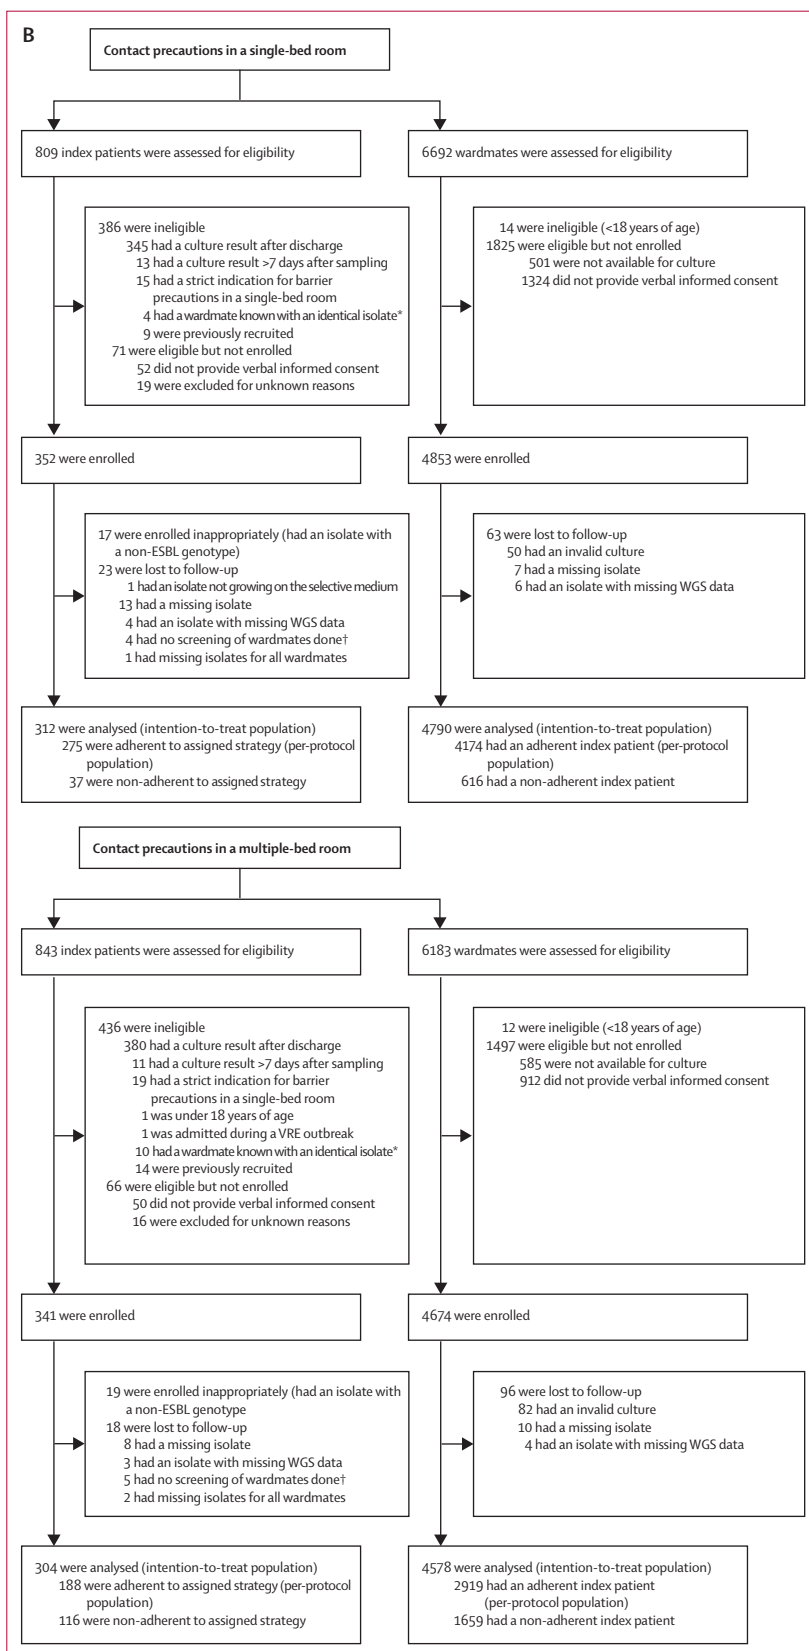 B
Contact precautions in a single-bed room
809 index patients were assessed for eligibility
6692 wardmates were assessed for eligibility
386 were ineligible
345 had a culture result after discharge
13 had a culture result >7 days after sampling
15 had a strict indication for barrier
precautions in a single-bed room
4 had a wardmate known with an identical isolate*
9 were previously recruited
71 were eligible but not enrolled
52 did not provide verbal informed consent
19 were excluded for unknown reasons
14 were ineligible (<18 years of age)
1825 were eligible but not enrolled
501 were not available for culture
1324 did not provide verbal informed consent
352 were enrolled
4853 were enrolled
17 were enrolled inappropriately (had an isolate with
a non-ESBL genotype)
23 were lost to follow-up
1 had an isolate not growing on the selective medium
13 had a missing isolate
4 had an isolate with missing WGS data
4 had no screening of wardmates done†
1 had missing isolates for all wardmates
63 were lost to follow-up
50 had an invalid culture
7 had a missing isolate
6 had an isolate with missing WGS data
312 were analysed (intention-to-treat population)
275 were adherent to assigned strategy (per-protocol
population)
37 were non-adherent to assigned strategy
4790 were analysed (intention-to-treat population)
4174 had an adherent index patient (per-protocol
population)
616 had a non-adherent index patient
Contact precautions in a multiple-bed room
843 index patients were assessed for eligibility
6183 wardmates were assessed for eligibility
436 were ineligible
380 had a culture result after discharge
11 had a culture result >7 days after sampling
19 had a strict indication for barrier
precautions in a single-bed room
1 was under 18 years of age
1 was admitted during a VRE outbreak
10 had a wardmate known with an identical isolate*
14 were previously recruited
66 were eligible but not enrolled
50 did not provide verbal informed consent
16 were excluded for unknown reasons
12 were ineligible (<18 years of age)
1497 were eligible but not enrolled
585 were not available for culture
912 did not provide verbal informed consent
341 were enrolled
4674 were enrolled
19 were enrolled inappropriately (had an isolate with
a non-ESBL genotype
18 were lost to follow-up
8 had a missing isolate
3 had an isolate with missing WGS data
5 had no screening of wardmates done†
2 had missing isolates for all wardmates
96 were lost to follow-up
82 had an invalid culture
10 had a missing isolate
4 had an isolate with missing WGS data
304 were analysed (intention-to-treat population)
188 were adherent to assigned strategy (per-protocol
population)
116 were non-adherent to assigned strategy
4578 were analysed (intention-to-treat population)
2919 had an adherent index patient
(per-protocol population)
1659 had a non-adherent index patient